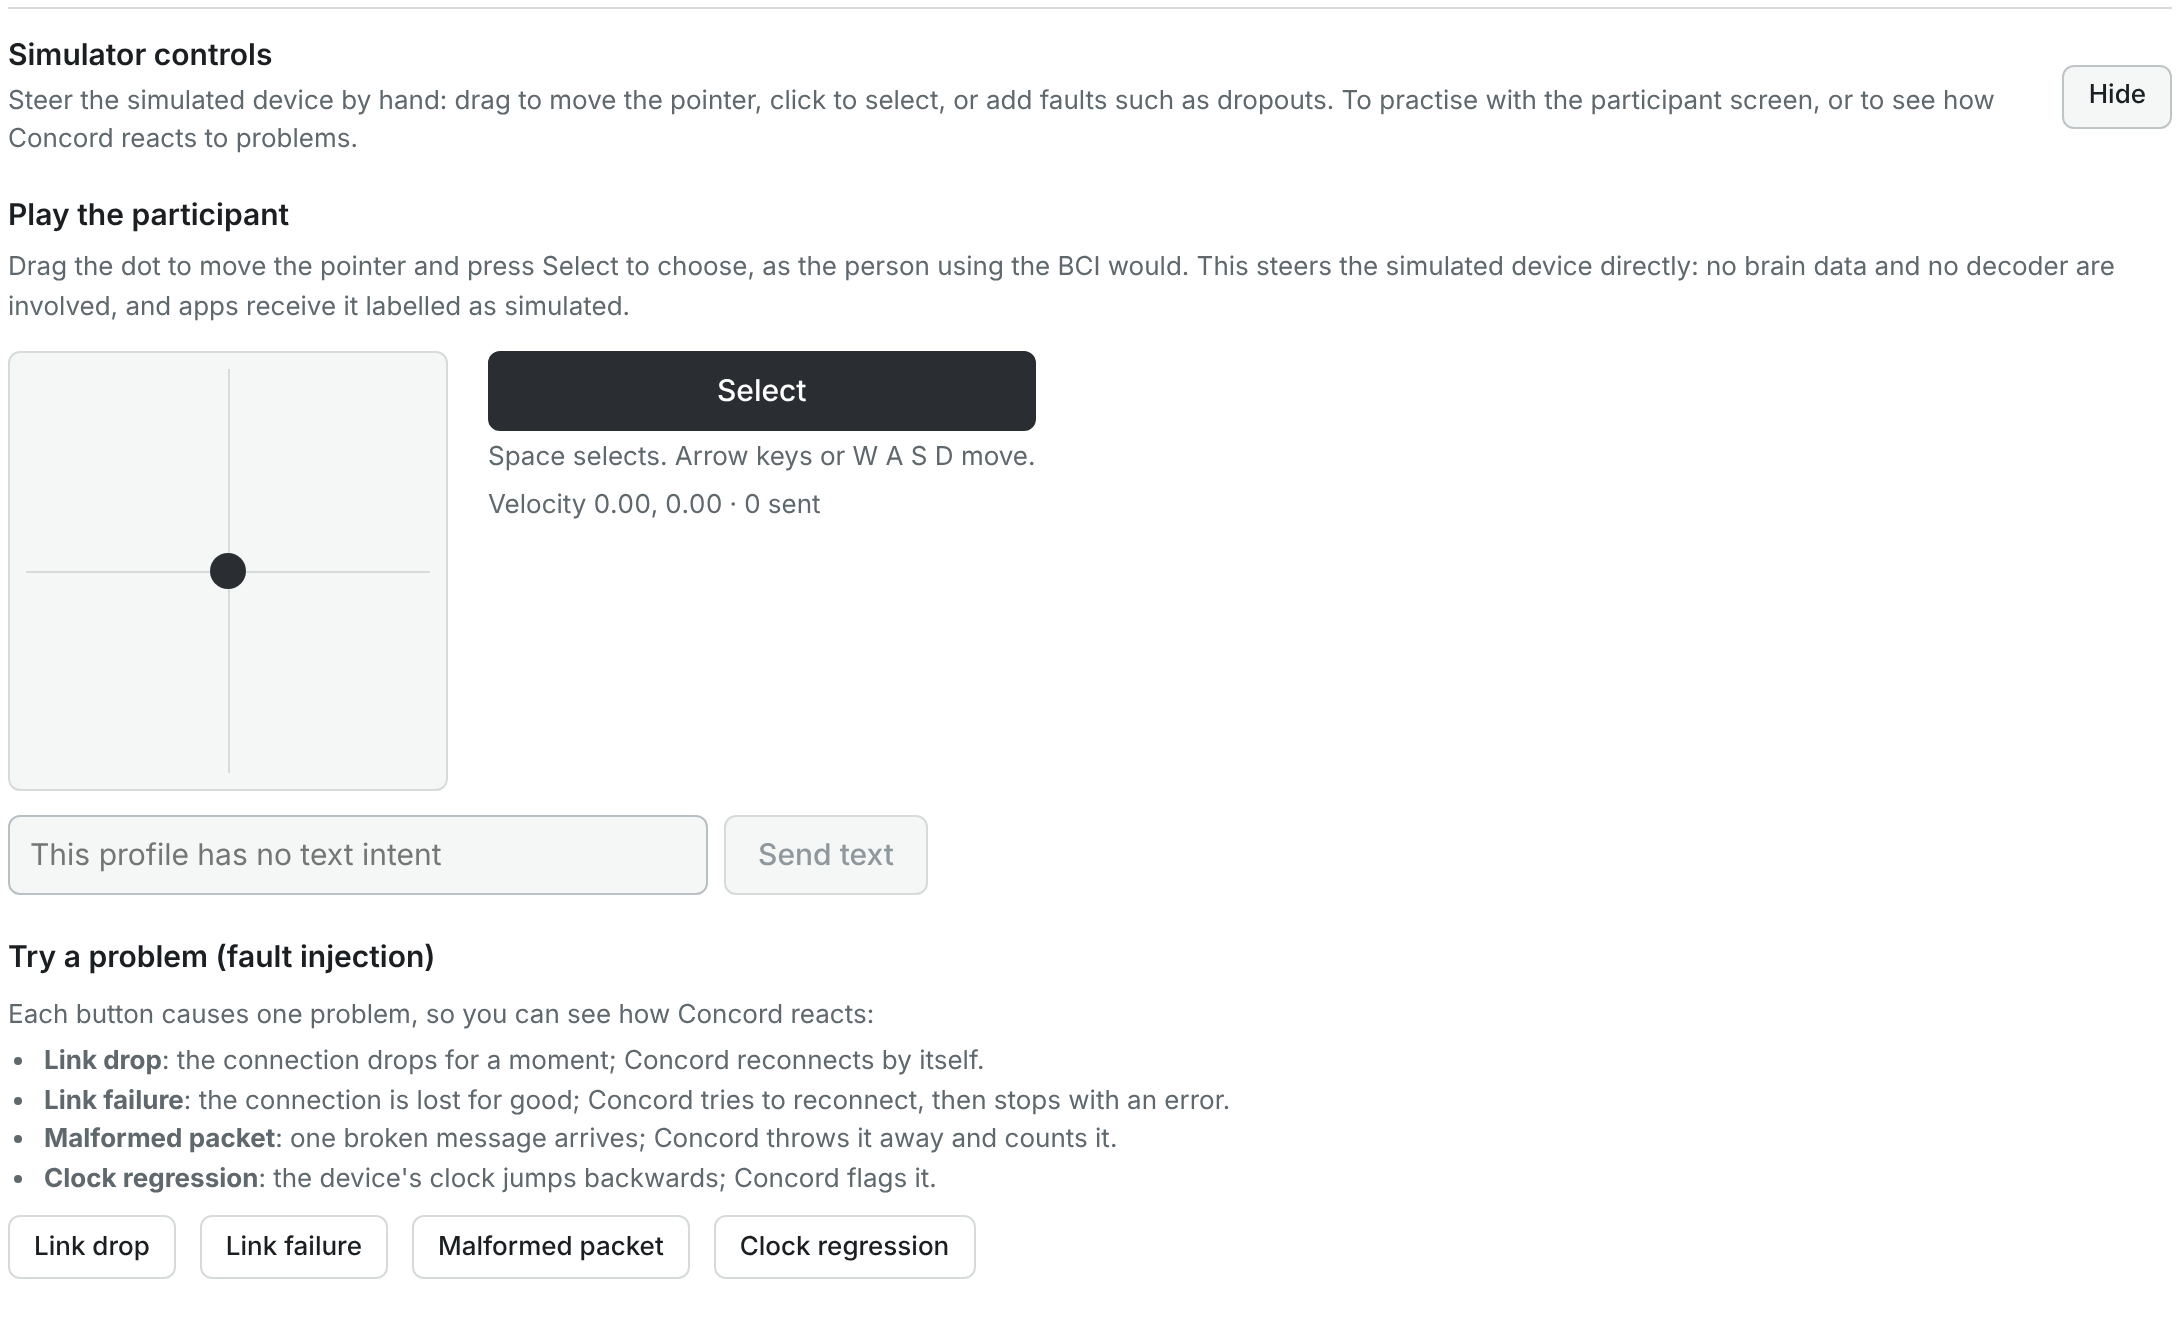 Simulator controls
Steer the simulated device by hand: drag to move the pointer, click to select, or add faults such as dropouts. To practise with the participant screen, or to see how
Concord reacts to problems.
Hide
Play the participant
Drag the dot to move the pointer and press Select to choose, as the person using the BCI would. This steers the simulated device directly: no brain data and no decoder are
involved, and apps receive it labelled as simulated.
Select
Space selects. Arrow keys or W A S D move.
Velocity 0.00, 0.00 · 0 sent
This profile has no text intent
Send text
Try a problem (fault injection)
Each button causes one problem, so you can see how Concord reacts:
• Link drop: the connection drops for a moment; Concord reconnects by itself.
• Link failure: the connection is lost for good; Concord tries to reconnect, then stops with an error.
• Malformed packet: one broken message arrives; Concord throws it away and counts it.
• Clock regression: the device's clock jumps backwards; Concord flags it.
Link drop
Link failure
Malformed packet
Clock regression